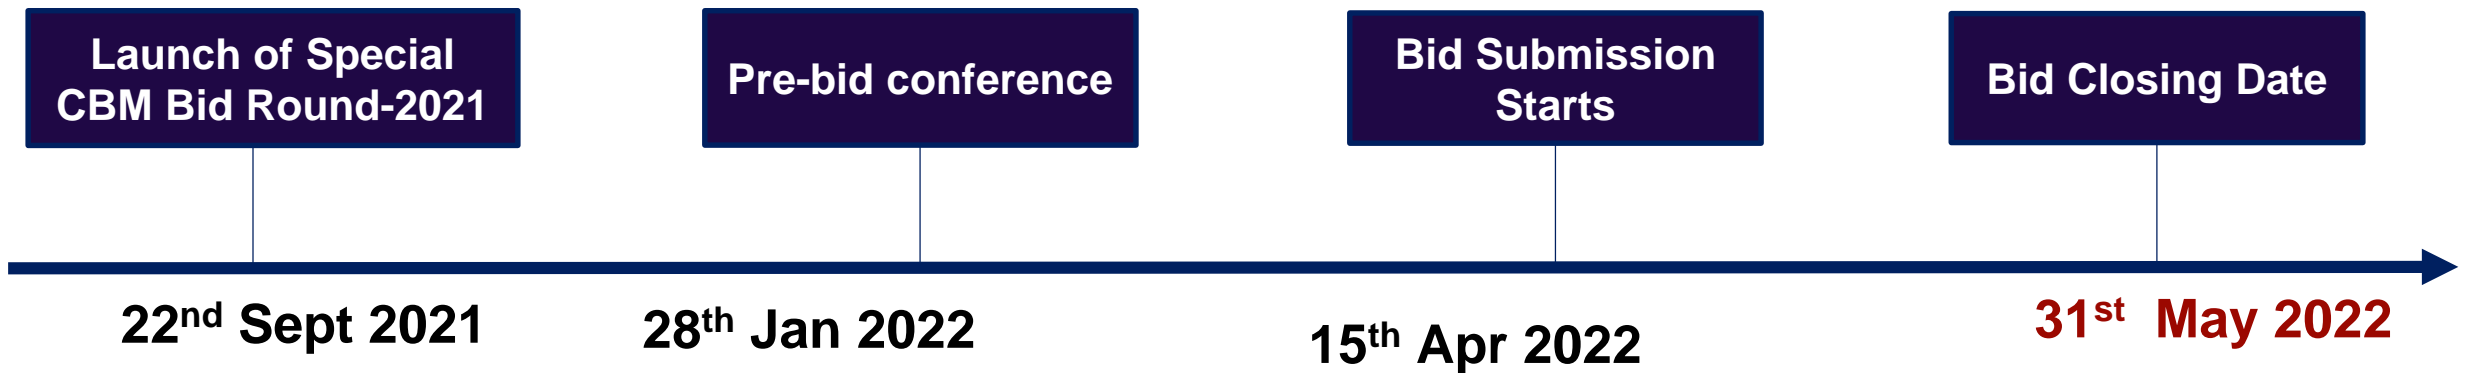 Launch of Special
CBM Bid Round-2021
Pre-bid conference
Bid Submission
Starts
Bid Closing Date
22nd Sept 2021
28th Jan 2022
15th Apr 2022
31st May 2022